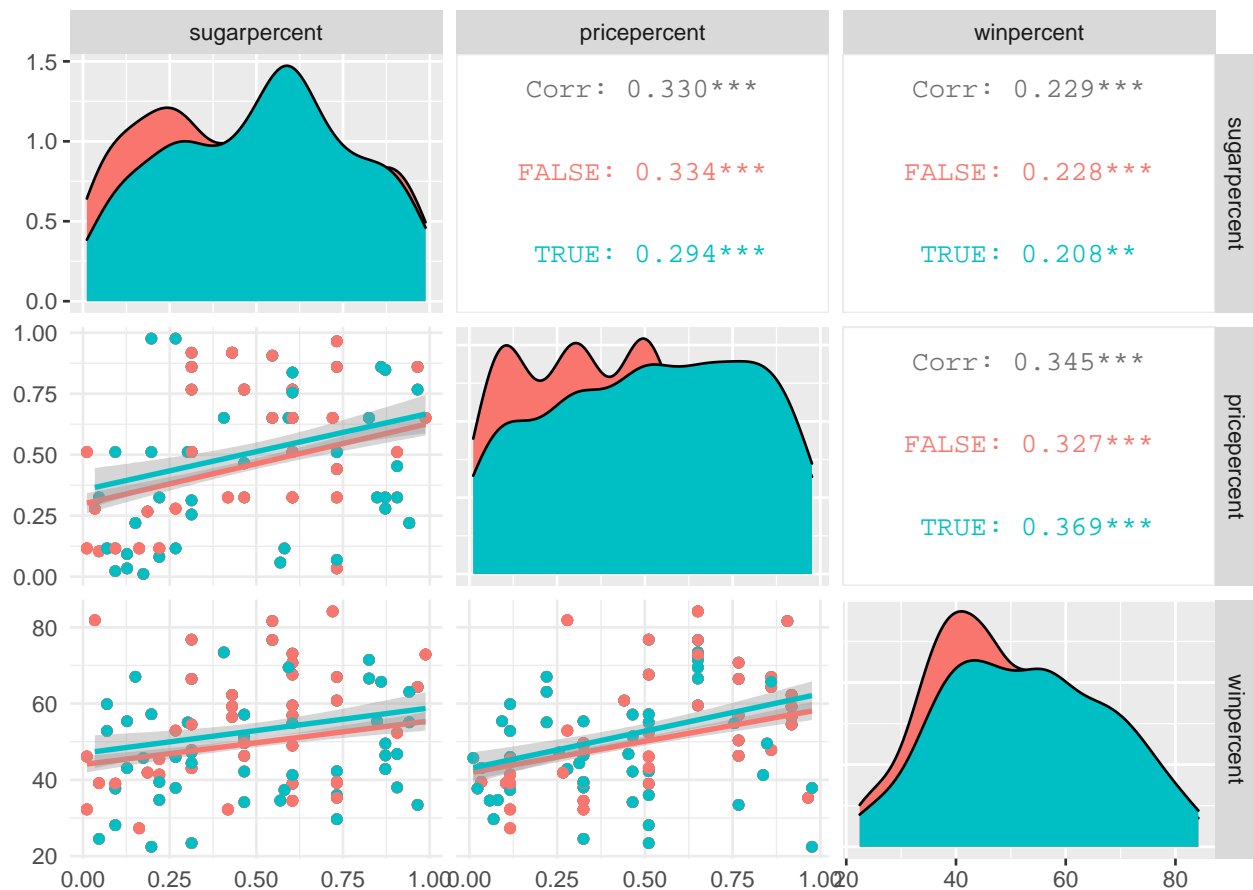 sugarpercent pricepercent winpercent
1.5
1.0
0.5
0.0
Corr: 0.330***
FALSE: 0.334***
TRUE: 0.294***
Corr: 0.229***
FALSE: 0.228***
TRUE: 0.208**
sugarpercent
1.00
0.75
0.50
0.25
0.00
Corr: 0.345***
FALSE: 0.327***
TRUE: 0.369***
pricepercent
80
60
40
20
winpercent
0.00 0.25 0.50 0.75 1.00
0.00 0.25 0.50 0.75 1.00
20 40 60 80